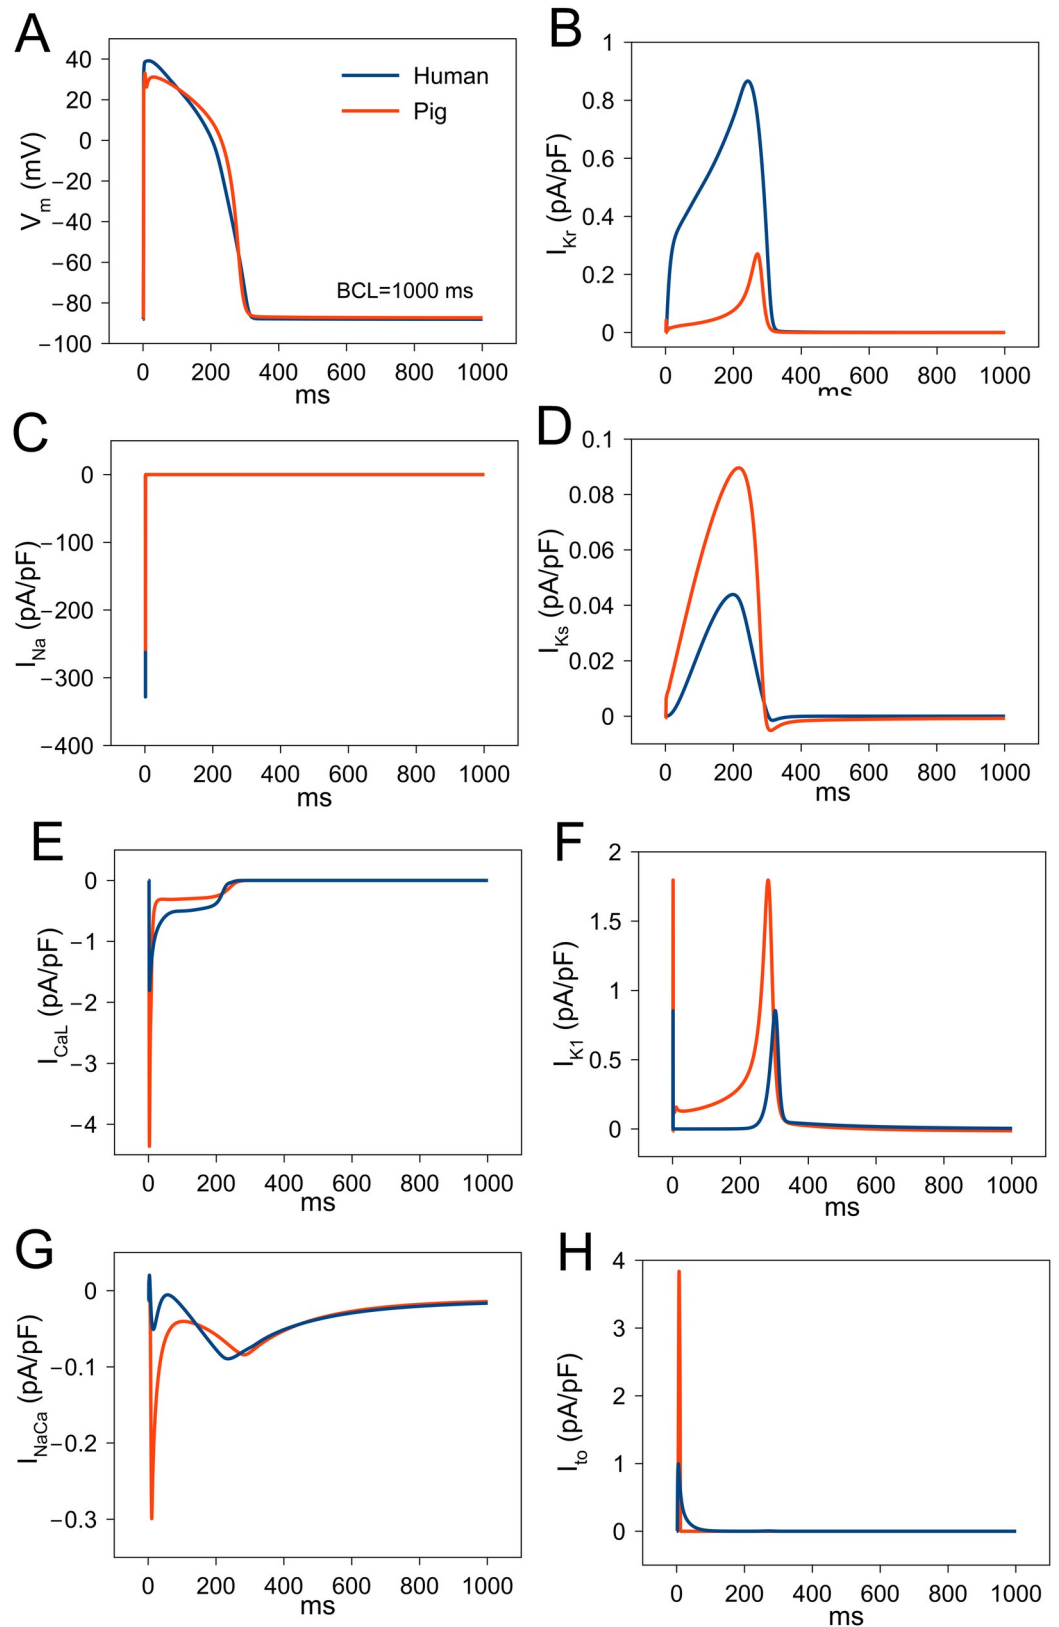 A
V_m (mV)
40
20
0
−20
−40
−60
−80
−100
Human
Pig
BCL=1000 ms
0 200 400 600 800 1000
ms
B
I_Kr (pA/pF)
1
0.8
0.6
0.4
0.2
0
0 200 400 600 800 1000
ms
C
I_Na (pA/pF)
0
−100
−200
−300
−400
0 200 400 600 800 1000
ms
D
I_Ks (pA/pF)
0.1
0.08
0.06
0.04
0.02
0
0 200 400 600 800 1000
ms
E
I_CaL (pA/pF)
0
−1
−2
−3
−4
0 200 400 600 800 1000
ms
F
I_K1 (pA/pF)
2
1.5
1
0.5
0
0 200 400 600 800 1000
ms
G
I_NaCa (pA/pF)
0
−0.1
−0.2
−0.3
0 200 400 600 800 1000
ms
H
I_to (pA/pF)
4
3
2
1
0
0 200 400 600 800 1000
ms